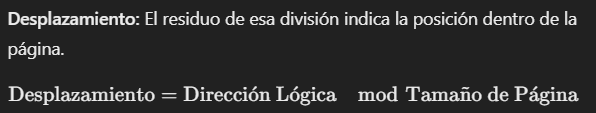 Desplazamiento: El residuo de esa división indica la posición dentro de la
página.
Desplazamiento = Dirección Lógica mod Tamaño de Página